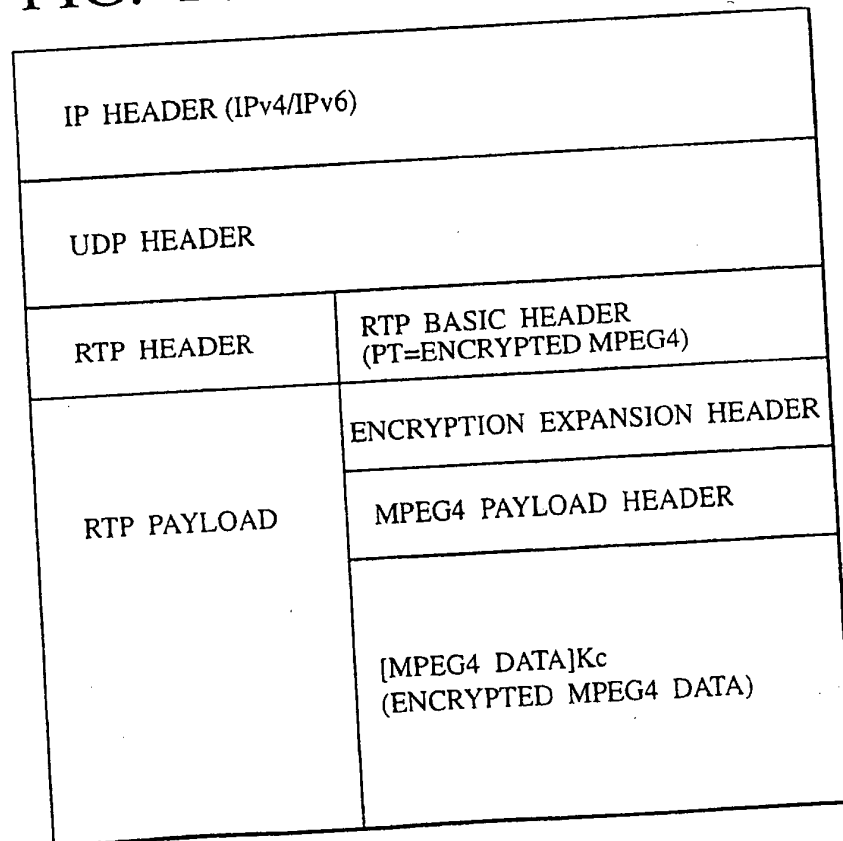 FIG.
IP HEADER (IPv4/IPv6)
UDP HEADER
RTP HEADER
RTP BASIC HEADER
(PT=ENCRYPTED MPEG4)
ENCRYPTION EXPANSION HEADER
RTP PAYLOAD
MPEG4 PAYLOAD HEADER
[MPEG4 DATA]Kc
(ENCRYPTED MPEG4 DATA)